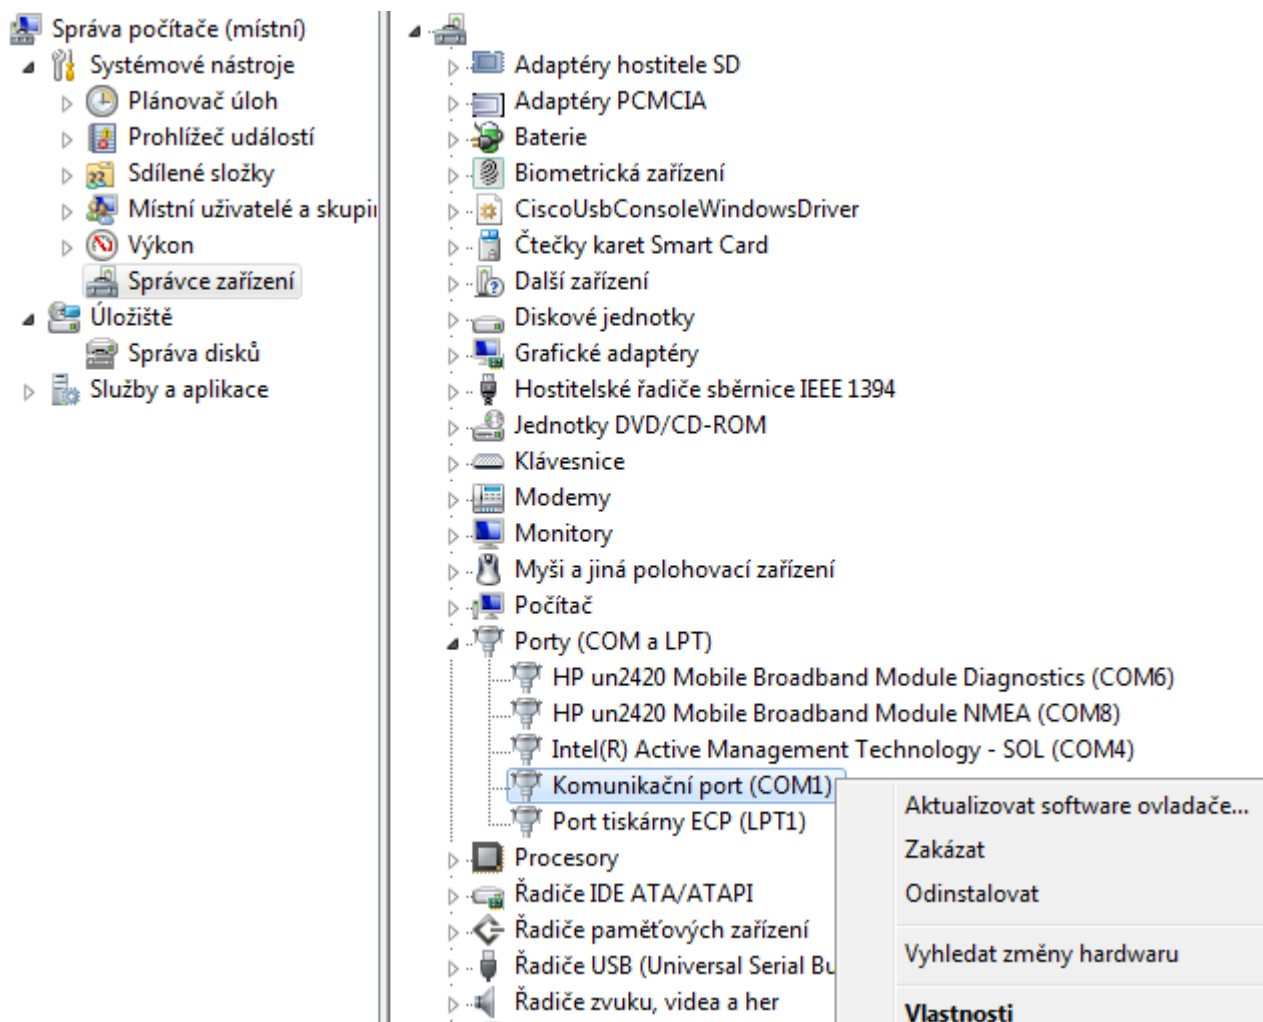 Správa počítače (místní)
Systémové nástroje
Plánovač úloh
Prohlížeč událostí
Sdílené složky
Místní uživatelé a skupin
Výkon
Správce zařízení
Úložiště
Správa disků
Služby a aplikace
Adaptéry hostitele SD
Adaptéry PCMCIA
Baterie
Biometrická zařízení
CiscoUsbConsoleWindowsDriver
Čtečky karet Smart Card
Další zařízení
Diskové jednotky
Grafické adaptéry
Hostitelské řadiče sběrnice IEEE 1394
Jednotky DVD/CD-ROM
Klávesnice
Modemy
Monitory
Myši a jiná polohovací zařízení
Počítač
Porty (COM a LPT)
HP un2420 Mobile Broadband Module Diagnostics (COM6)
HP un2420 Mobile Broadband Module NMEA (COM8)
Intel(R) Active Management Technology - SOL (COM4)
Komunikační port (COM1)
Port tiskárny ECP (LPT1)
Procesory
Řadiče IDE ATA/ATAPI
Řadiče paměťových zařízení
Řadiče USB (Universal Serial Bu
Řadiče zvuku, videa a her
Aktualizovat software ovladače...
Zakázat
Odinstalovat
Vyhledat změny hardwaru
Vlastnosti